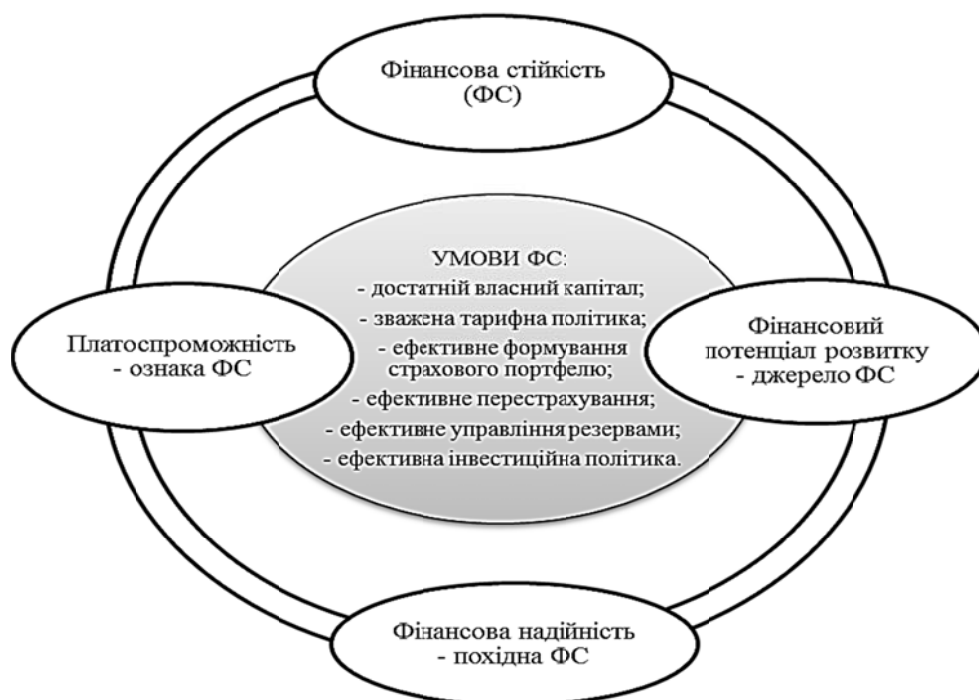 Фінансова стійкість
(ФС)
УМОВИ ФС:
- достатній власний капітал;
- зважена тарифна політика;
- ефективне формування
страхового портфелю;
- ефективне перестрахування;
- ефективне управління резервами;
- ефективна інвестиційна політика.
Платоспроможність
- ознака ФС
Фінансовий
потенціал розвитку
- джерело ФС
Фінансова надійність
- похідна ФС